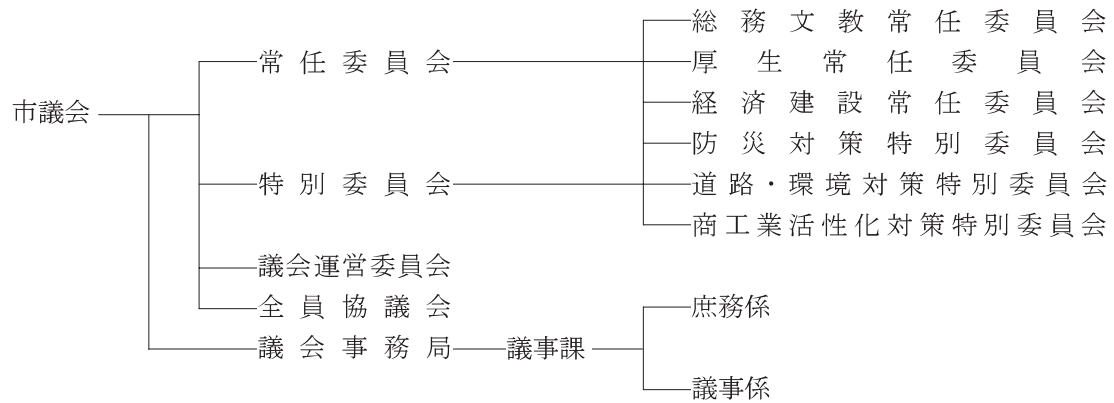 市議会
常任委員会
総務文教常任委員会
厚生常任委員会
経済建設常任委員会
特別委員会
防災対策特別委員会
道路・環境対策特別委員会
商工業活性化対策特別委員会
議会運営委員会
全員協議会
議会事務局
議事課
庶務係
議事係